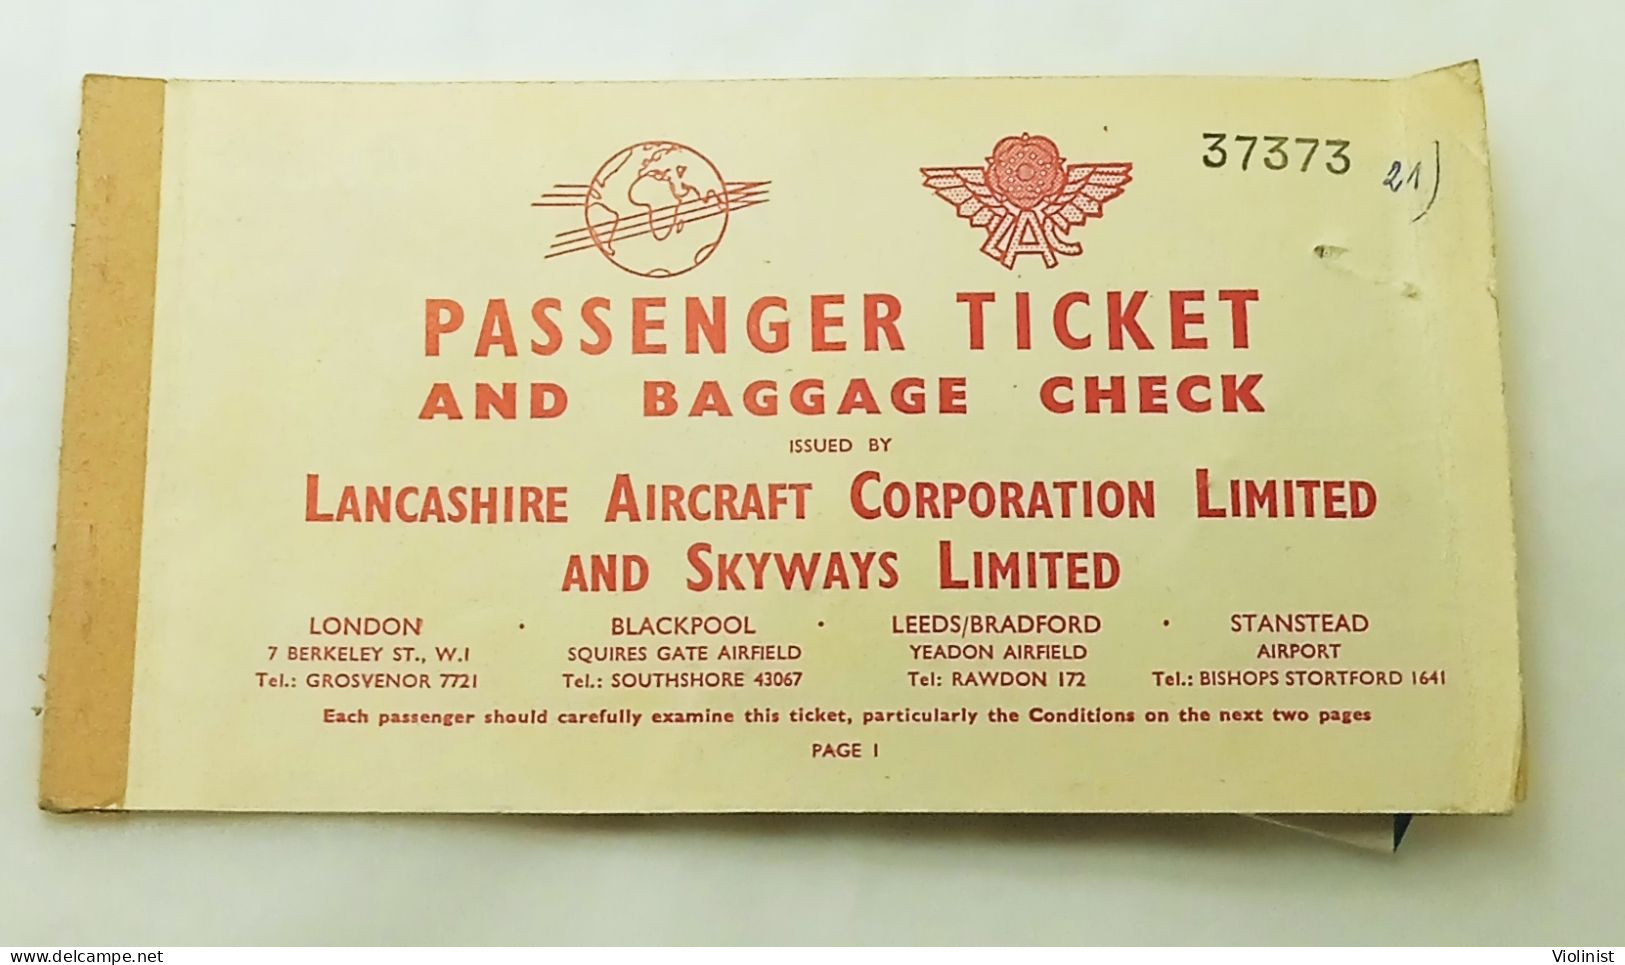 37373
21)
LAC
PASSENGER TICKET
AND BAGGAGE CHECK
ISSUED BY
LANCASHIRE AIRCRAFT CORPORATION LIMITED
AND SKYWAYS LIMITED
LONDON · BLACKPOOL · LEEDS/BRADFORD · STANSTEAD
7 BERKELEY ST., W.1 SQUIRES GATE AIRFIELD YEADON AIRFIELD AIRPORT
Tel.: GROSVENOR 7721 Tel.: SOUTHSHORE 43067 Tel: RAWDON 172 Tel.: BISHOPS STORTFORD 1641
Each passenger should carefully examine this ticket, particularly the Conditions on the next two pages
PAGE 1
delcampe.net
Violinist